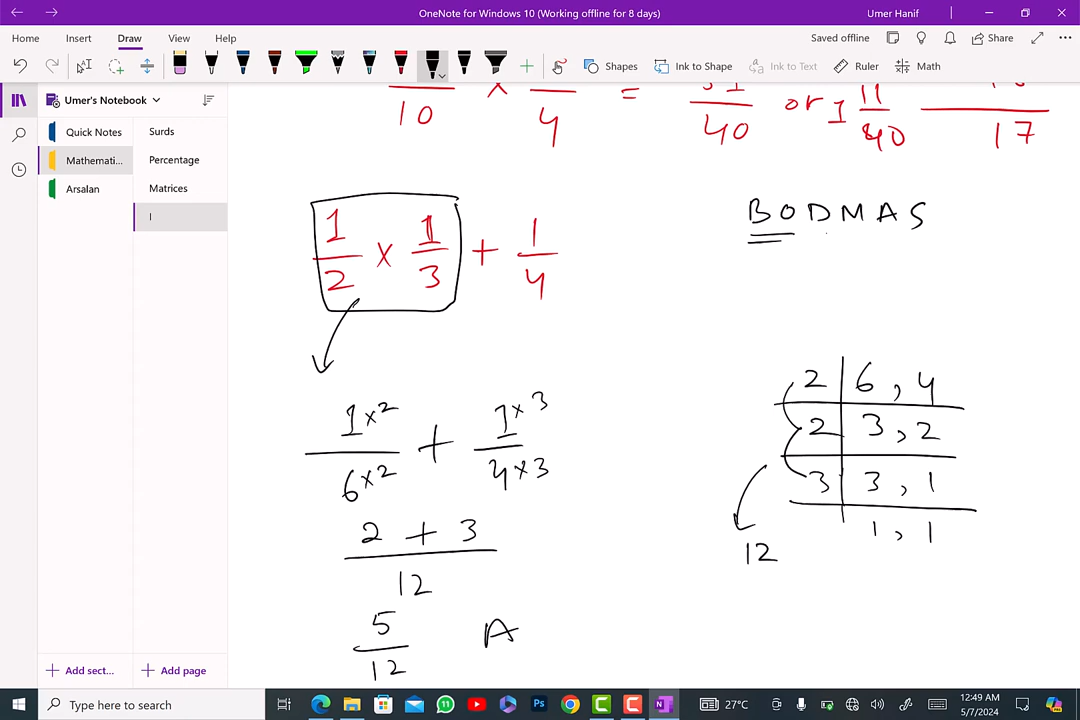 OneNote for Windows 10 (Working offline for 8 days)
Umer Hanif
Home Insert Draw View Help
Saved offline
Share
Shapes Ink to Shape Ink to Text Ruler Math
Umer's Notebook
Quick Notes
Mathemati...
Arsalan
Surds
Percentage
Matrices
I
10 × 4 = 40 or 1 11/40 17
1/2 × 1/3 + 1/4
BODMAS
1×2/6×2 + 1×3/4×3
2 + 3
12
5/12 A
2 | 6, 4
2 | 3, 2
3 | 3, 1
1, 1
12
Add sect...
Add page
Type here to search
27°C
12:49 AM
5/7/2024